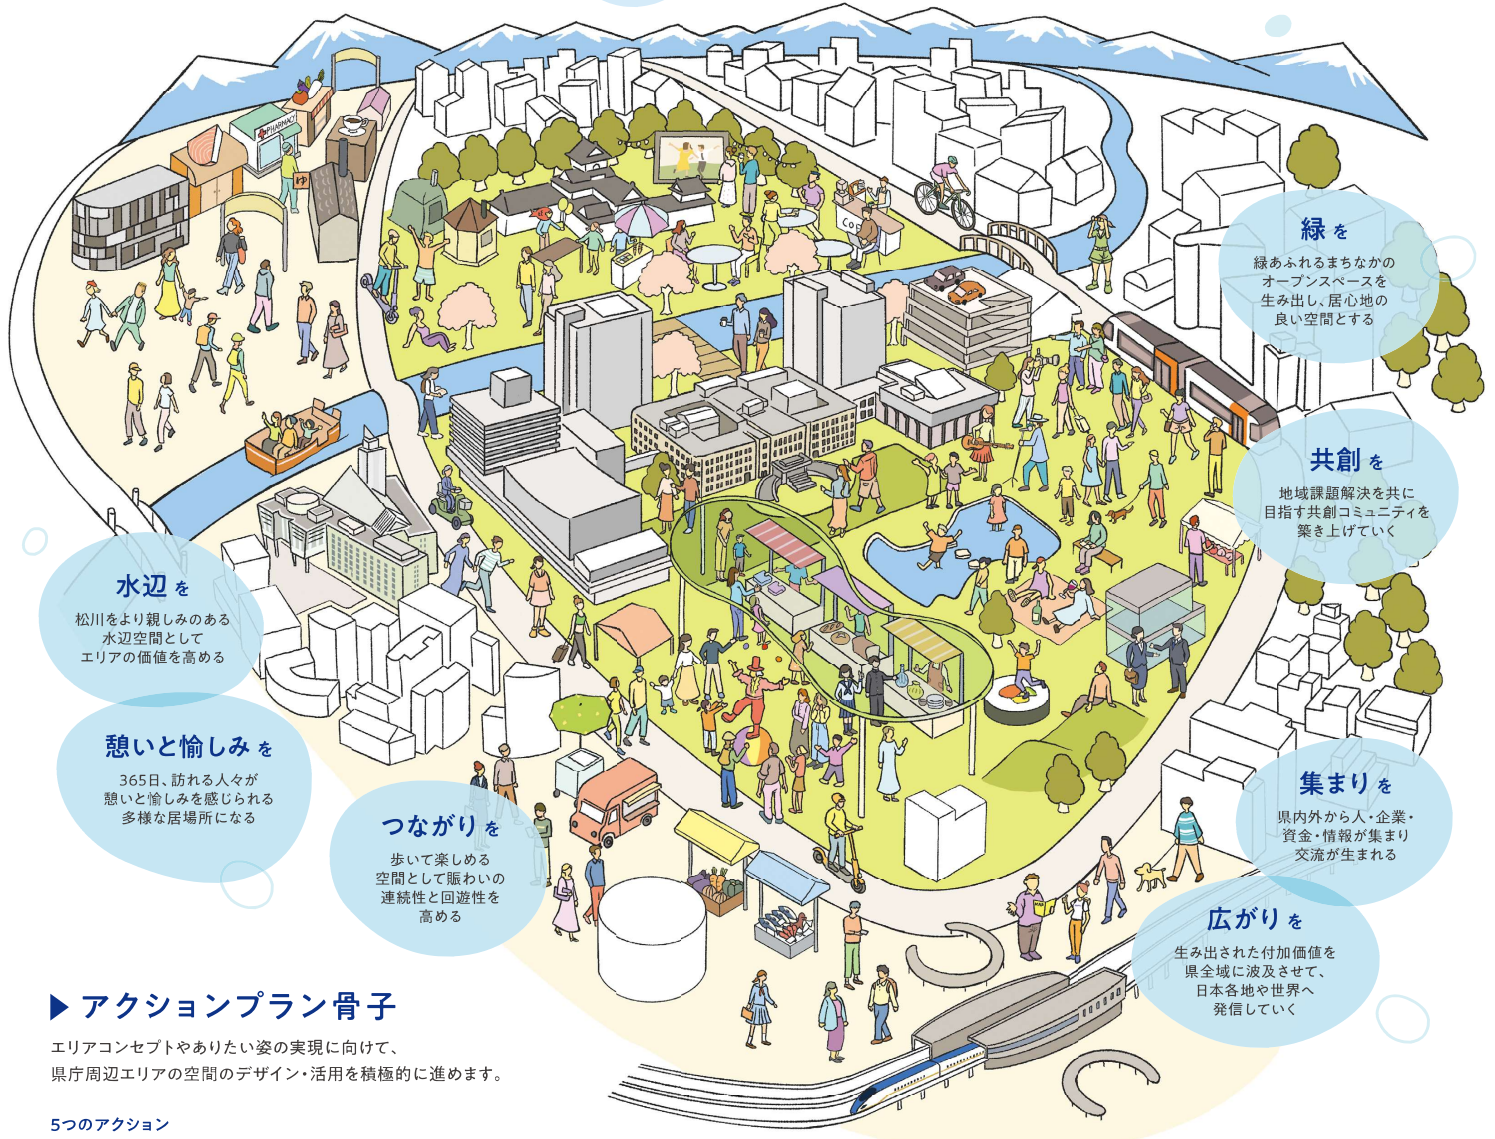 PHARMACY
ゆ
緑を
緑あふれるまちなかの
オープンスペースを
生み出し、居心地の
良い空間とする
共創を
地域課題解決を共に
目指す共創コミュニティを
築き上げていく
水辺を
松川をより親しみのある
水辺空間として
エリアの価値を高める
憩いと愉しみを
365日、訪れる人々が
憩いと愉しみを感じられる
多様な居場所になる
つながりを
歩いて楽しめる
空間として賑わいの
連続性と回遊性を
高める
集まりを
県内外から人・企業・
資金・情報が集まり
交流が生まれる
広がりを
生み出された付加価値を
県全域に波及させて、
日本各地や世界へ
発信していく
▶アクションプラン骨子
エリアコンセプトやありたい姿の実現に向けて、
県庁周辺エリアの空間のデザイン・活用を積極的に進めます。
5つのアクション